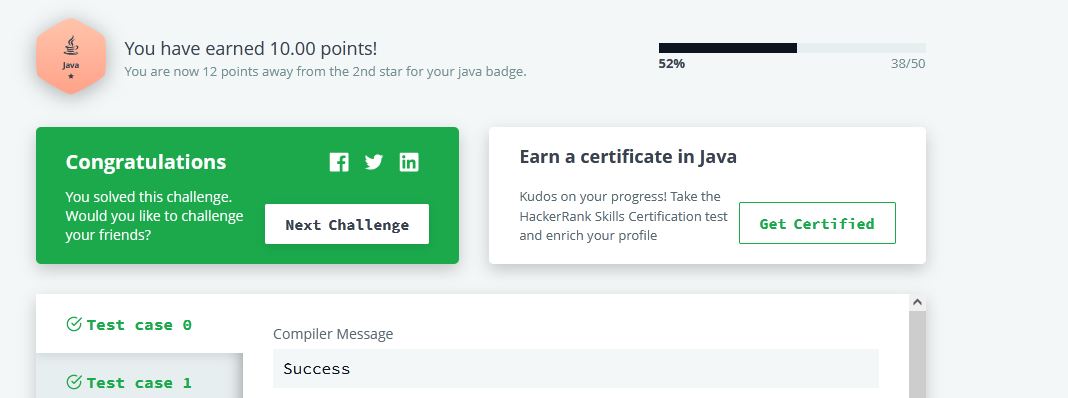 Java
You have earned 10.00 points!
You are now 12 points away from the 2nd star for your java badge.
52%
38/50
Congratulations
You solved this challenge.
Would you like to challenge
your friends?
Next Challenge
Earn a certificate in Java
Kudos on your progress! Take the
HackerRank Skills Certification test
and enrich your profile
Get Certified
Test case 0
Test case 1
Compiler Message
Success